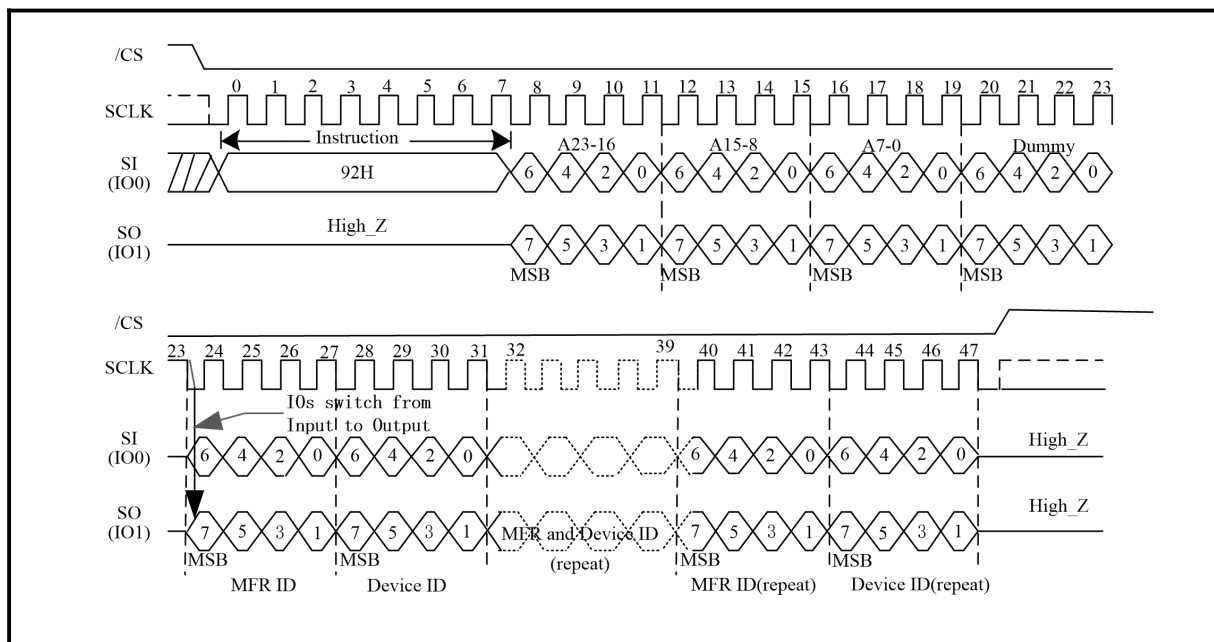 /CS
0 1 2 3 4 5 6 7 8 9 10 11 12 13 14 15 16 17 18 19 20 21 22 23
SCLK
Instruction A23-16 A15-8 A7-0 Dummy
SI
(IO0)
92H 6 4 2 0 6 4 2 0 6 4 2 0 6 4 2 0
SO
(IO1)
High_Z 7 5 3 1 7 5 3 1 7 5 3 1 7 5 3 1
MSB MSB MSB MSB
/CS
23 24 25 26 27 28 29 30 31 32 39 40 41 42 43 44 45 46 47
SCLK
IOs switch from
Input to Output
SI
(IO0)
6 4 2 0 6 4 2 0 6 4 2 0 6 4 2 0 High_Z
SO
(IO1)
7 5 3 1 7 5 3 1 MFR and Device ID 7 5 3 1 7 5 3 1 High_Z
MSB MSB (repeat) MSB MSB
MFR ID Device ID MFR ID(repeat) Device ID(repeat)